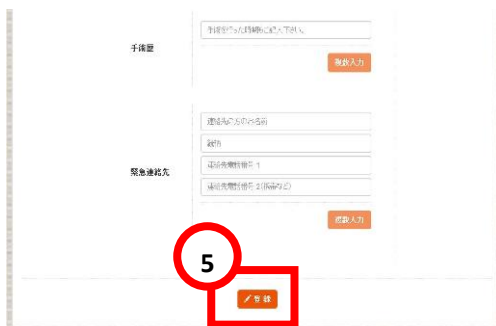 手術を行った時期もご記入下さい。
手術歴
複数入力
連絡先の方のお名前
続柄
連絡先電話番号 1
緊急連絡先
連絡先電話番号 2(携帯など)
複数入力
5
登録